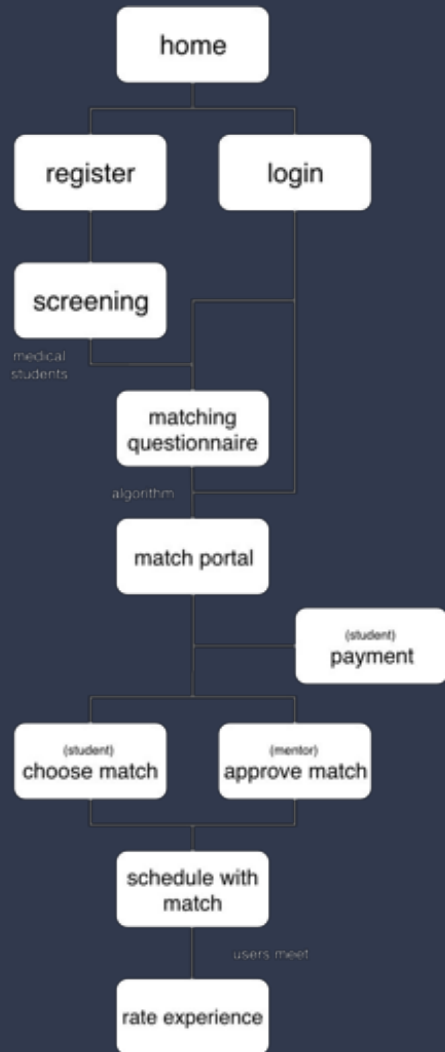 home
register
login
screening
medical
students
matching
questionnaire
algorithm
match portal
(student)
payment
(student)
choose match
(mentor)
approve match
schedule with
match
users meet
rate experience